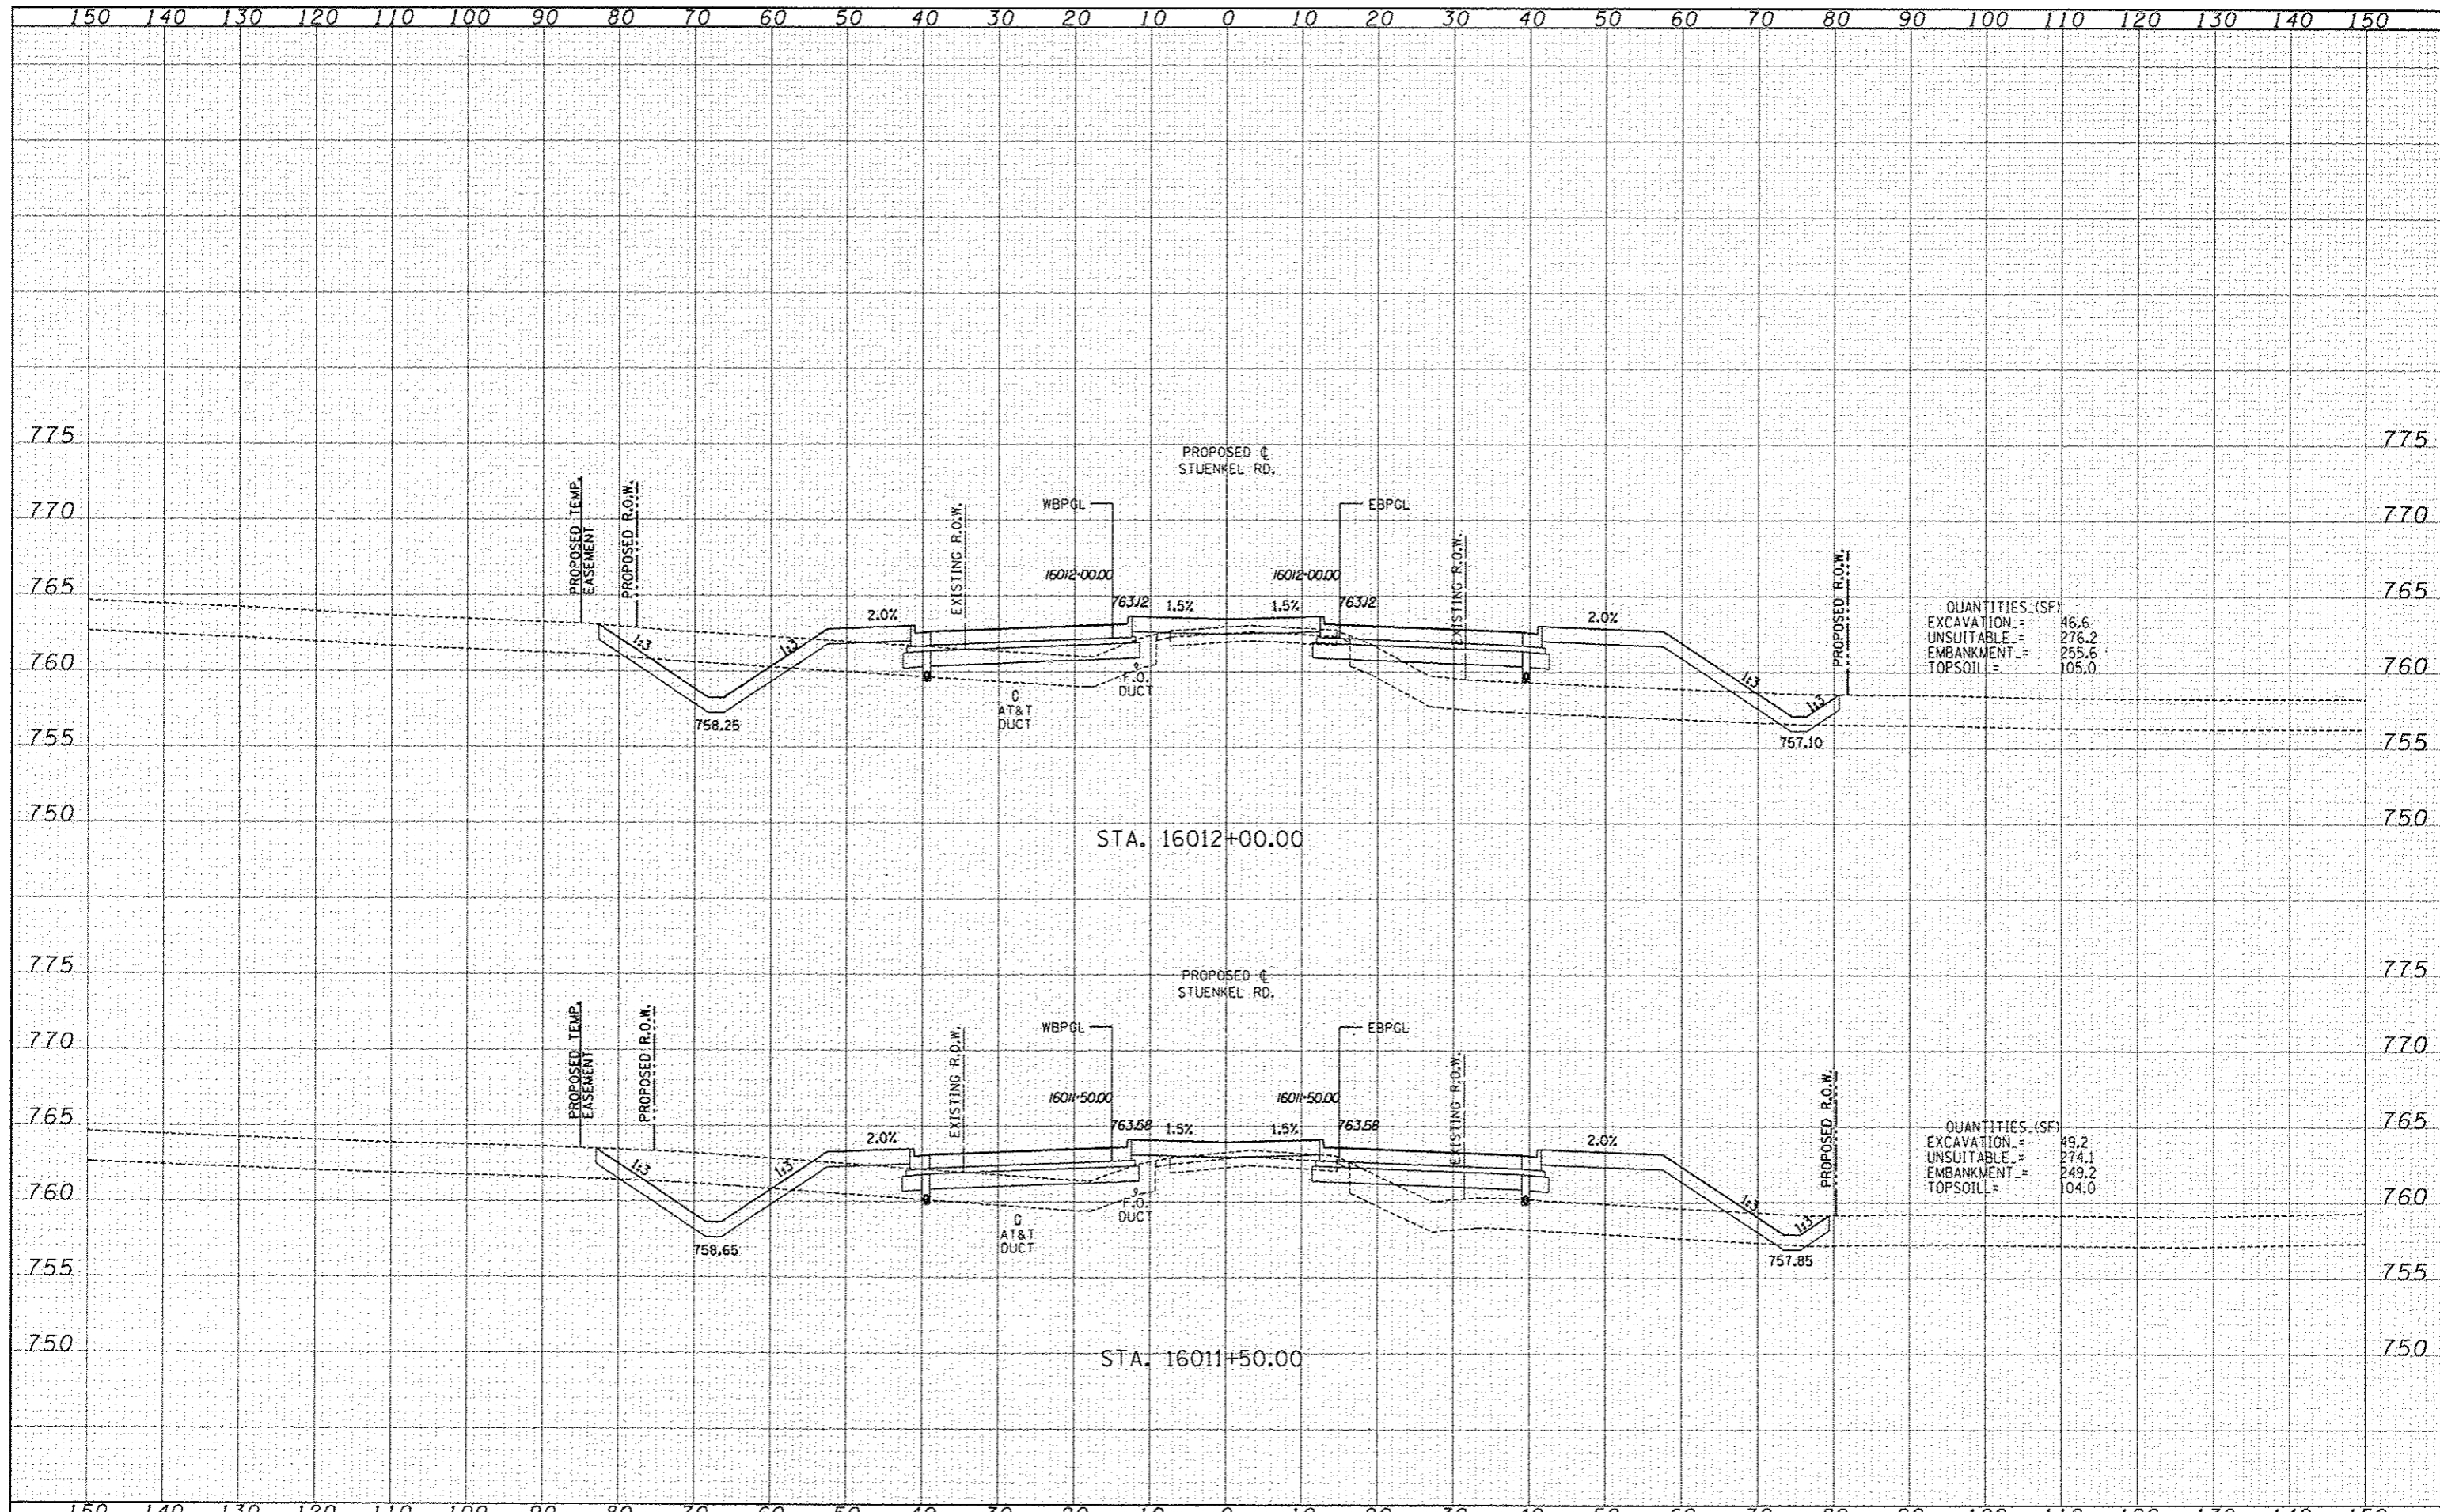 150 140 130 120 110 100 90 80 70 60 50 40 30 20 10 0 10 20 30 40 50 60 70 80 90 100 110 120 130 140 150
775 775
PROPOSED ℄
STUENKEL RD.
PROPOSED TEMP.
EASEMENT
PROPOSED R.O.W.
EXISTING R.O.W.
WBPGL
EBPGL
EXISTING R.O.W.
PROPOSED R.O.W.
770 770
765 765
16012+00.00
16012+00.00
2.0%
763.12
1.5%
1.5%
763.12
2.0%
QUANTITIES (SF)
EXCAVATION = 46.6
UNSUITABLE = 276.2
EMBANKMENT = 255.6
TOPSOIL = 105.0
1:3
1:3
1:3
1:3
760 760
F.O.
DUCT
AT&T
DUCT
758.25
757.10
755 755
750 750
STA. 16012+00.00
775 775
PROPOSED ℄
STUENKEL RD.
PROPOSED TEMP.
EASEMENT
PROPOSED R.O.W.
EXISTING R.O.W.
WBPGL
EBPGL
EXISTING R.O.W.
PROPOSED R.O.W.
770 770
765 765
16011+50.00
16011+50.00
2.0%
763.58
1.5%
1.5%
763.58
2.0%
QUANTITIES (SF)
EXCAVATION = 49.2
UNSUITABLE = 274.1
EMBANKMENT = 249.2
TOPSOIL = 104.0
1:3
1:3
1:3
1:3
760 760
F.O.
DUCT
AT&T
DUCT
758.65
757.85
755 755
750 750
STA. 16011+50.00
150 140 130 120 110 100 90 80 70 60 50 40 30 20 10 0 10 20 30 40 50 60 70 80 90 100 110 120 130 140 150